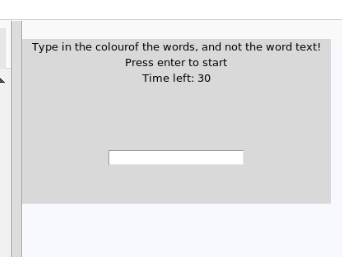 Type in the colourof the words, and not the word text!
Press enter to start
Time left: 30